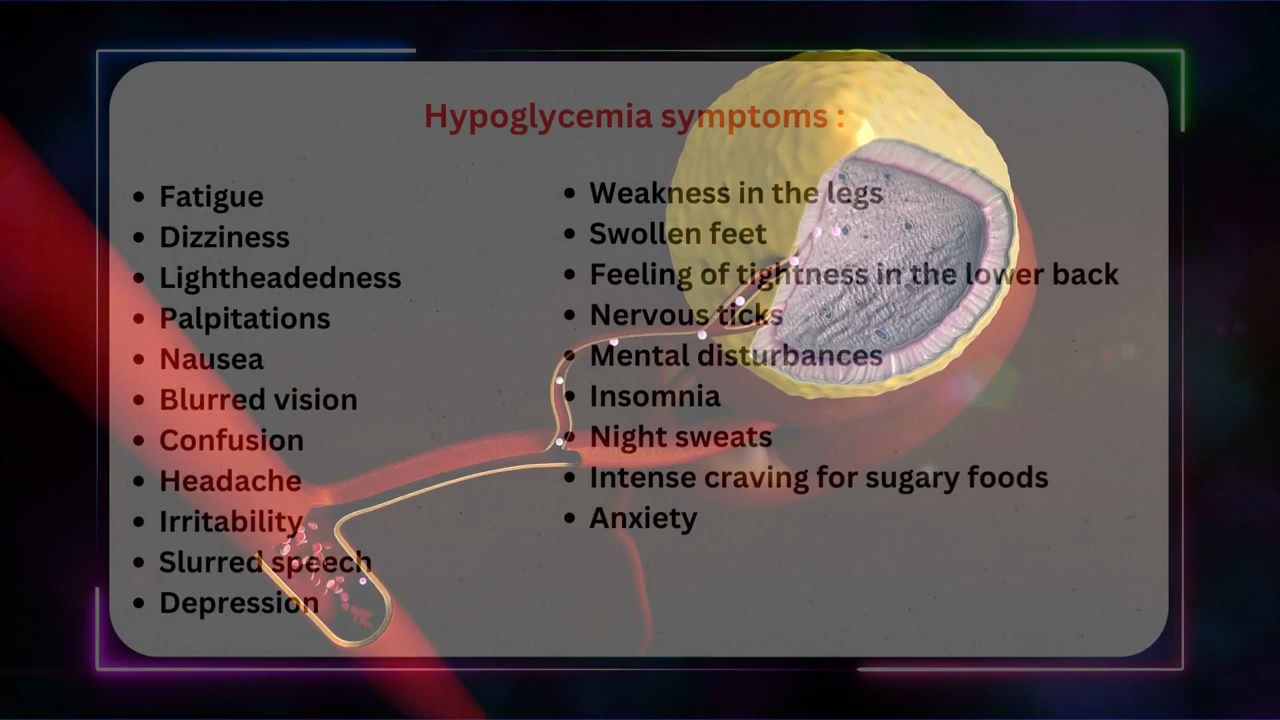 Hypoglycemia symptoms :
• Fatigue
• Dizziness
• Lightheadedness
• Palpitations
• Nausea
• Blurred vision
• Confusion
• Headache
• Irritability
• Slurred speech
• Depression
• Weakness in the legs
• Swollen feet
• Feeling of tightness in the lower back
• Nervous ticks
• Mental disturbances
• Insomnia
• Night sweats
• Intense craving for sugary foods
• Anxiety